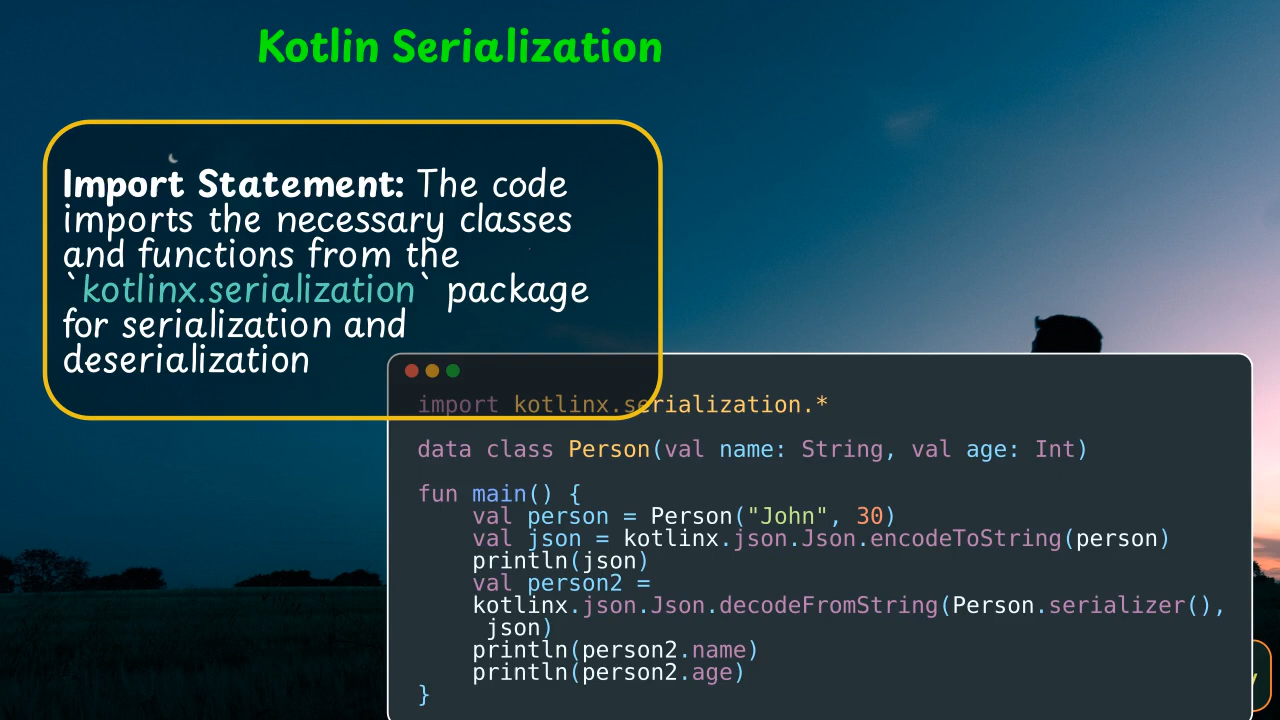 Kotlin Serialization
Import Statement: The code
imports the necessary classes
and functions from the
`kotlinx.serialization` package
for serialization and
deserialization
import kotlinx.serialization.*
data class Person(val name: String, val age: Int)
fun main() {
val person = Person("John", 30)
val json = kotlinx.json.Json.encodeToString(person)
println(json)
val person2 =
kotlinx.json.Json.decodeFromString(Person.serializer(),
json)
println(person2.name)
println(person2.age)
}